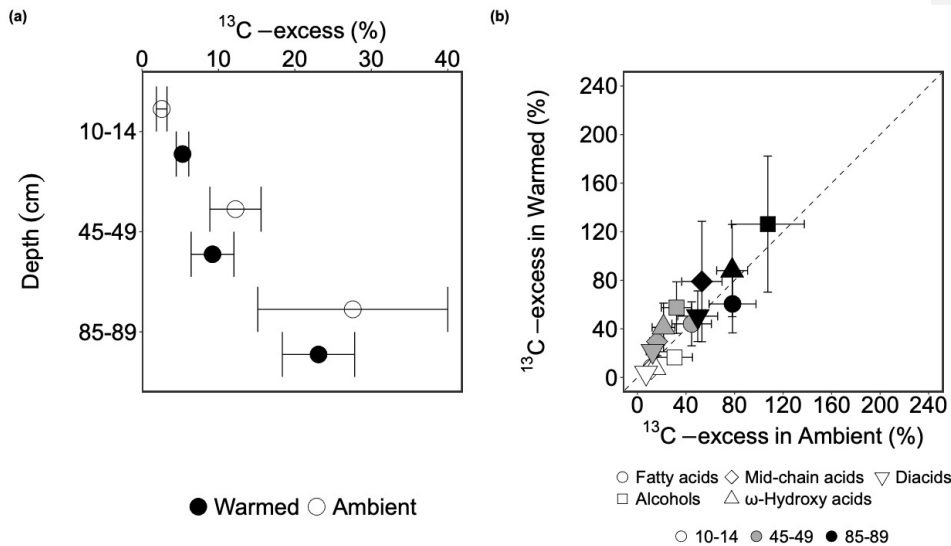 (a)
¹³C –excess (%)
0 10 20 30 40
10-14
45-49
85-89
Depth (cm)
Warmed Ambient
(b)
240
200
160
120
80
40
0
¹³C –excess in Warmed (%)
0 40 80 120 160 200 240
¹³C –excess in Ambient (%)
Fatty acids Mid-chain acids Diacids
Alcohols ω-Hydroxy acids
10-14 45-49 85-89